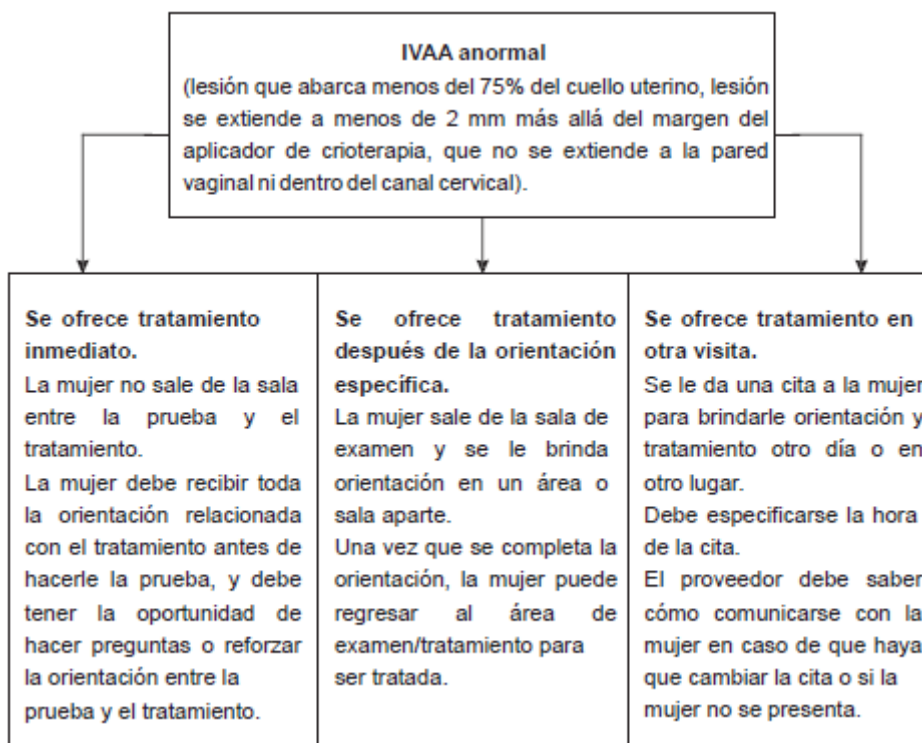 IVAA anormal
(lesión que abarca menos del 75% del cuello uterino, lesión
se extiende a menos de 2 mm más allá del margen del
aplicador de crioterapia, que no se extiende a la pared
vaginal ni dentro del canal cervical).
Se ofrece tratamiento
inmediato.
La mujer no sale de la sala
entre la prueba y el
tratamiento.
La mujer debe recibir toda
la orientación relacionada
con el tratamiento antes de
hacerle la prueba, y debe
tener la oportunidad de
hacer preguntas o reforzar
la orientación entre la
prueba y el tratamiento.
Se ofrece tratamiento
después de la orientación
específica.
La mujer sale de la sala de
examen y se le brinda
orientación en un área o
sala aparte.
Una vez que se completa la
orientación, la mujer puede
regresar al área de
examen/tratamiento para
ser tratada.
Se ofrece tratamiento en
otra visita.
Se le da una cita a la mujer
para brindarle orientación y
tratamiento otro día o en
otro lugar.
Debe especificarse la hora
de la cita.
El proveedor debe saber
cómo comunicarse con la
mujer en caso de que haya
que cambiar la cita o si la
mujer no se presenta.